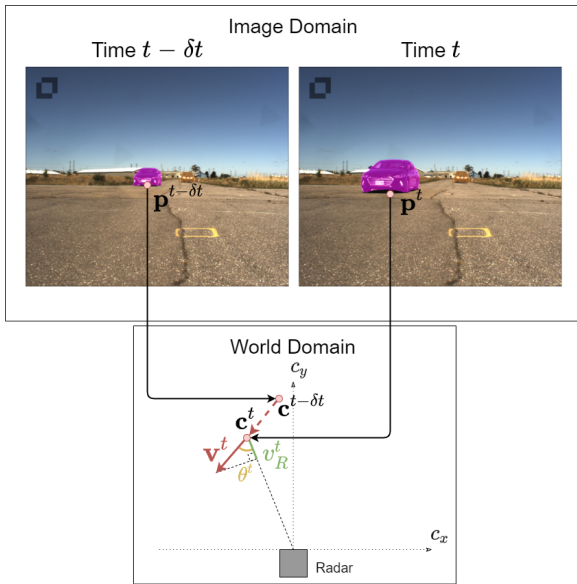 Image Domain
Time t − δt
Time t
p^{t−δt}
p^t
World Domain
c_y
c^{t−δt}
c^t
v^t
v_R^t
θ^t
c_x
Radar